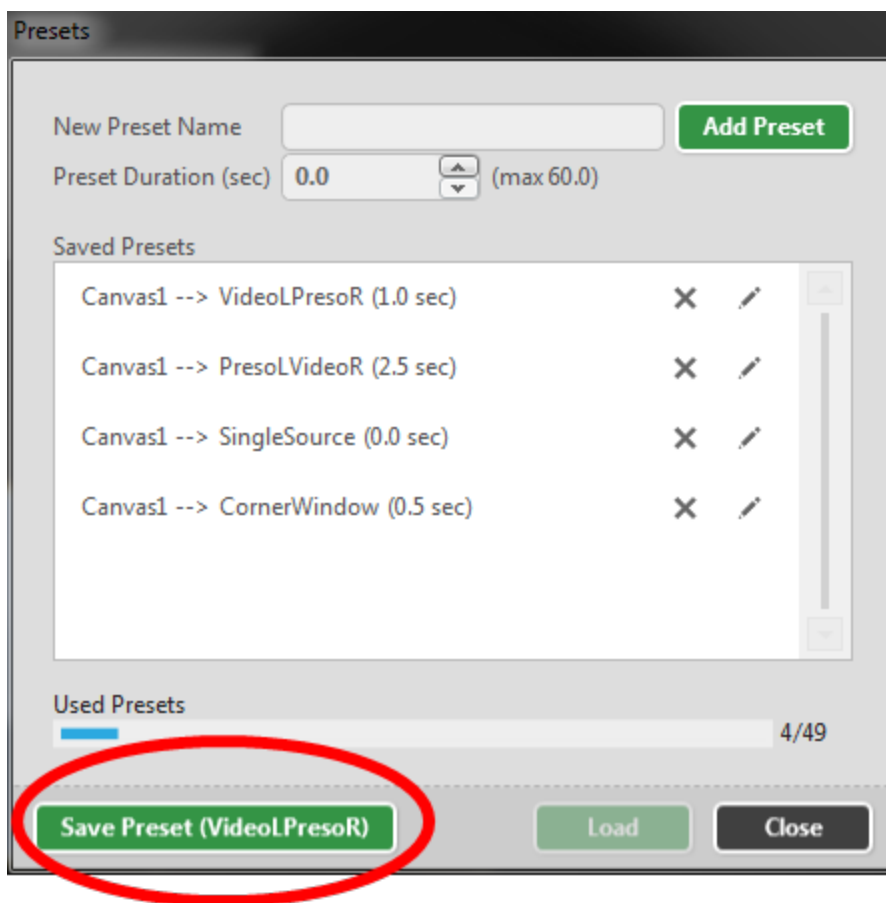 Presets
New Preset Name Add Preset
Preset Duration (sec) 0.0 (max 60.0)
Saved Presets
Canvas1 --> VideoLPresoR (1.0 sec)
Canvas1 --> PresoLVideoR (2.5 sec)
Canvas1 --> SingleSource (0.0 sec)
Canvas1 --> CornerWindow (0.5 sec)
Used Presets
4/49
Save Preset (VideoLPresoR) Load Close